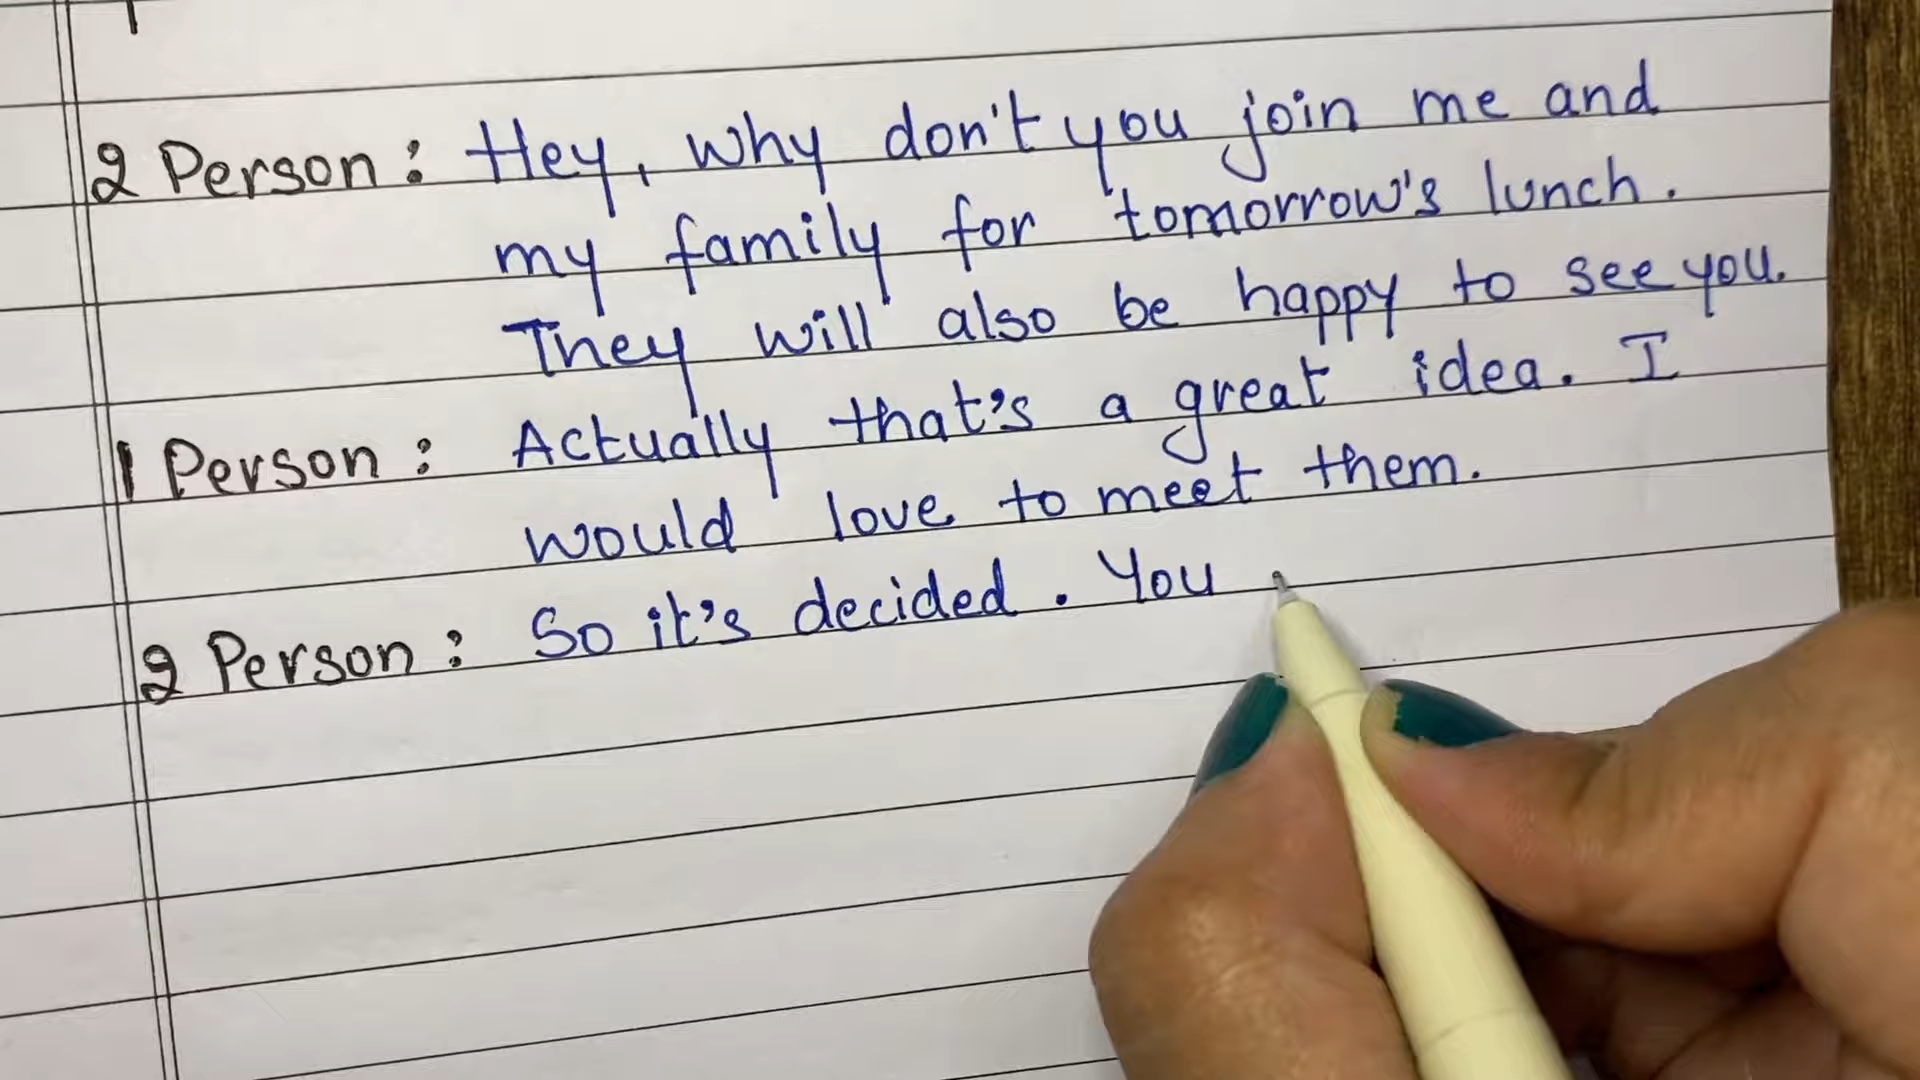 2 Person : Hey, why don't you join me and
my family for tomorrow's lunch.
They will also be happy to see you.
1 Person : Actually that's a great idea. I
would love to meet them.
2 Person : So it's decided. You